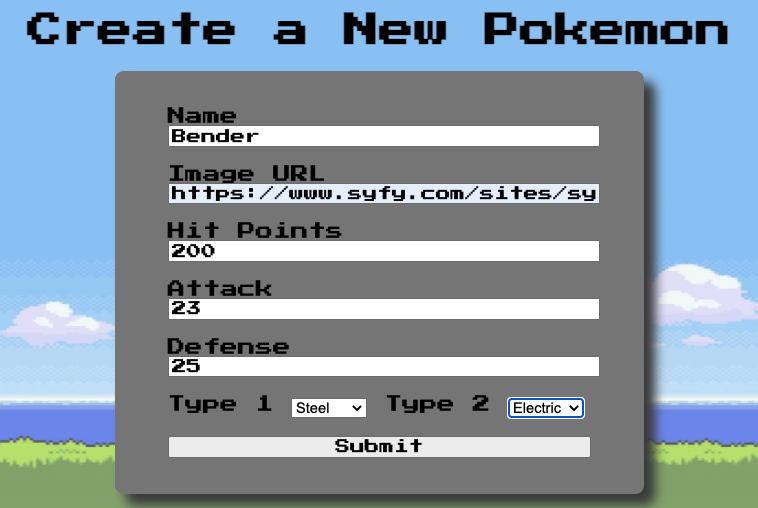 Create a New Pokemon
Name
Bender
Image URL
https://www.syfy.com/sites/sy
Hit Points
200
Attack
23
Defense
25
Type 1 Steel Type 2 Electric
Submit